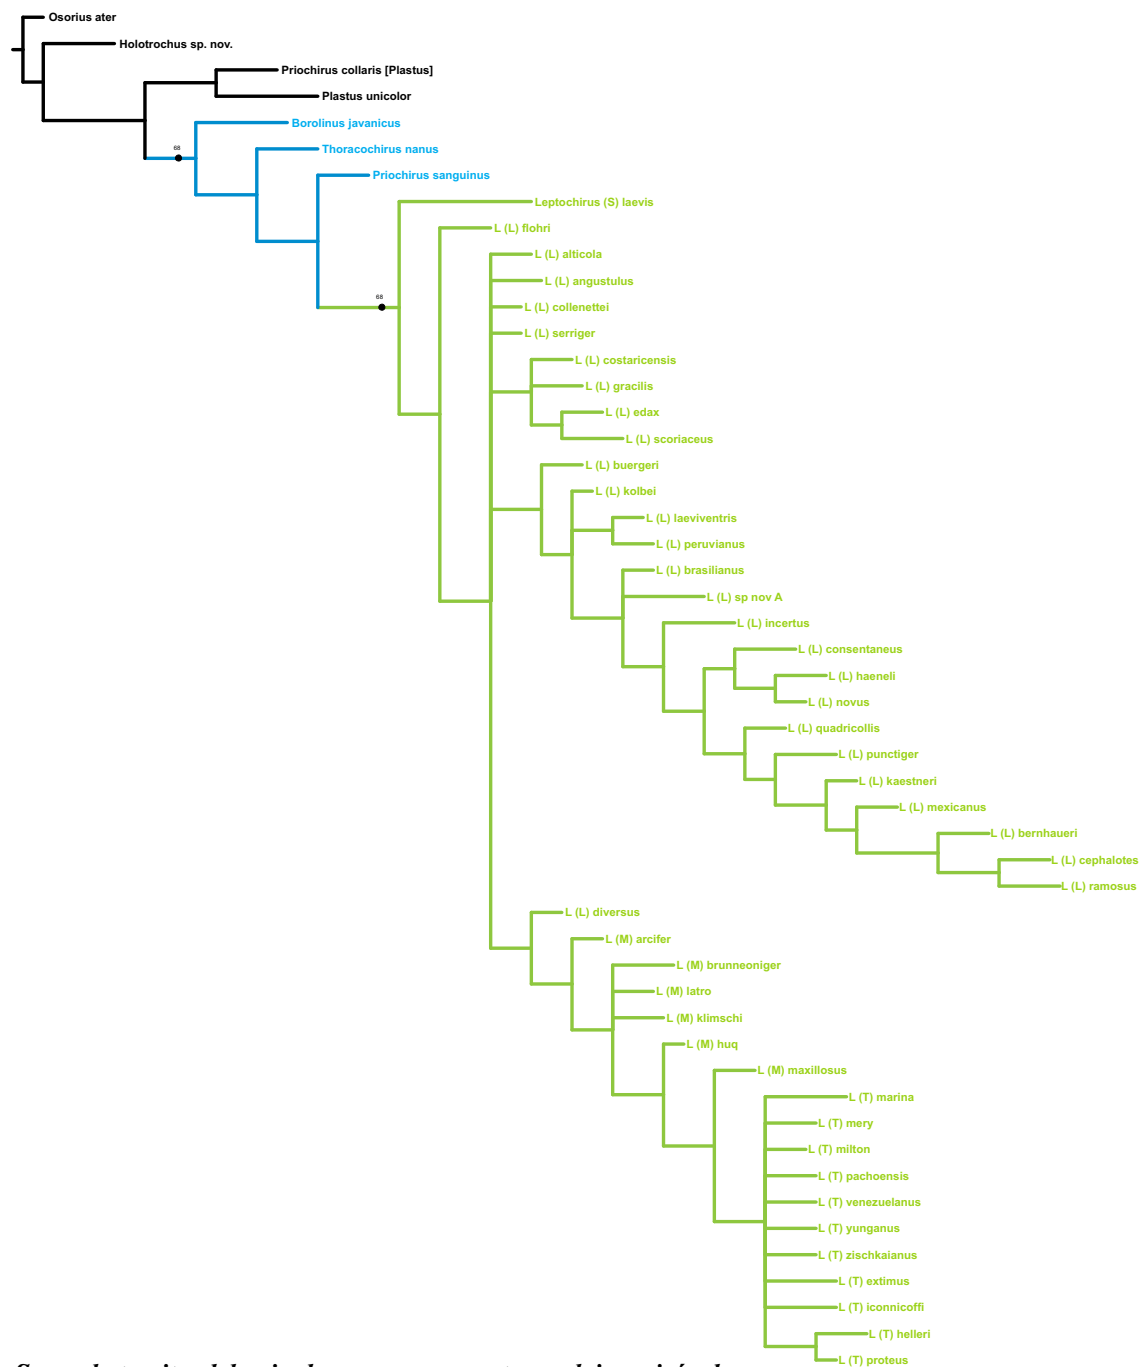 Osorius ater
Holotrochus sp. nov.
Priochirus collaris [Plastus]
Plastus unicolor
Borolinus javanicus
68
Thoracochirus nanus
Priochirus sanguinus
Leptochirus (S) laevis
L (L) flohri
L (L) alticola
L (L) angustulus
68
L (L) collenettei
L (L) serriger
L (L) costaricensis
L (L) gracilis
L (L) edax
L (L) scoriaceus
L (L) buergeri
L (L) kolbei
L (L) laeviventris
L (L) peruvianus
L (L) brasilianus
L (L) sp nov A
L (L) incertus
L (L) consentaneus
L (L) haeneli
L (L) novus
L (L) quadricollis
L (L) punctiger
L (L) kaestneri
L (L) mexicanus
L (L) bernhaueri
L (L) cephalotes
L (L) ramosus
L (L) diversus
L (M) arcifer
L (M) brunneoniger
L (M) latro
L (M) klimschi
L (M) huq
L (M) maxillosus
L (T) marina
L (T) mery
L (T) milton
L (T) pachoensis
L (T) venezuelanus
L (T) yunganus
L (T) zischkaianus
L (T) extimus
L (T) iconnicoffi
L (T) helleri
L (T) proteus